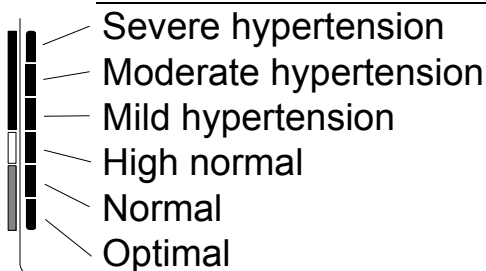 Severe hypertension
Moderate hypertension
Mild hypertension
High normal
Normal
Optimal